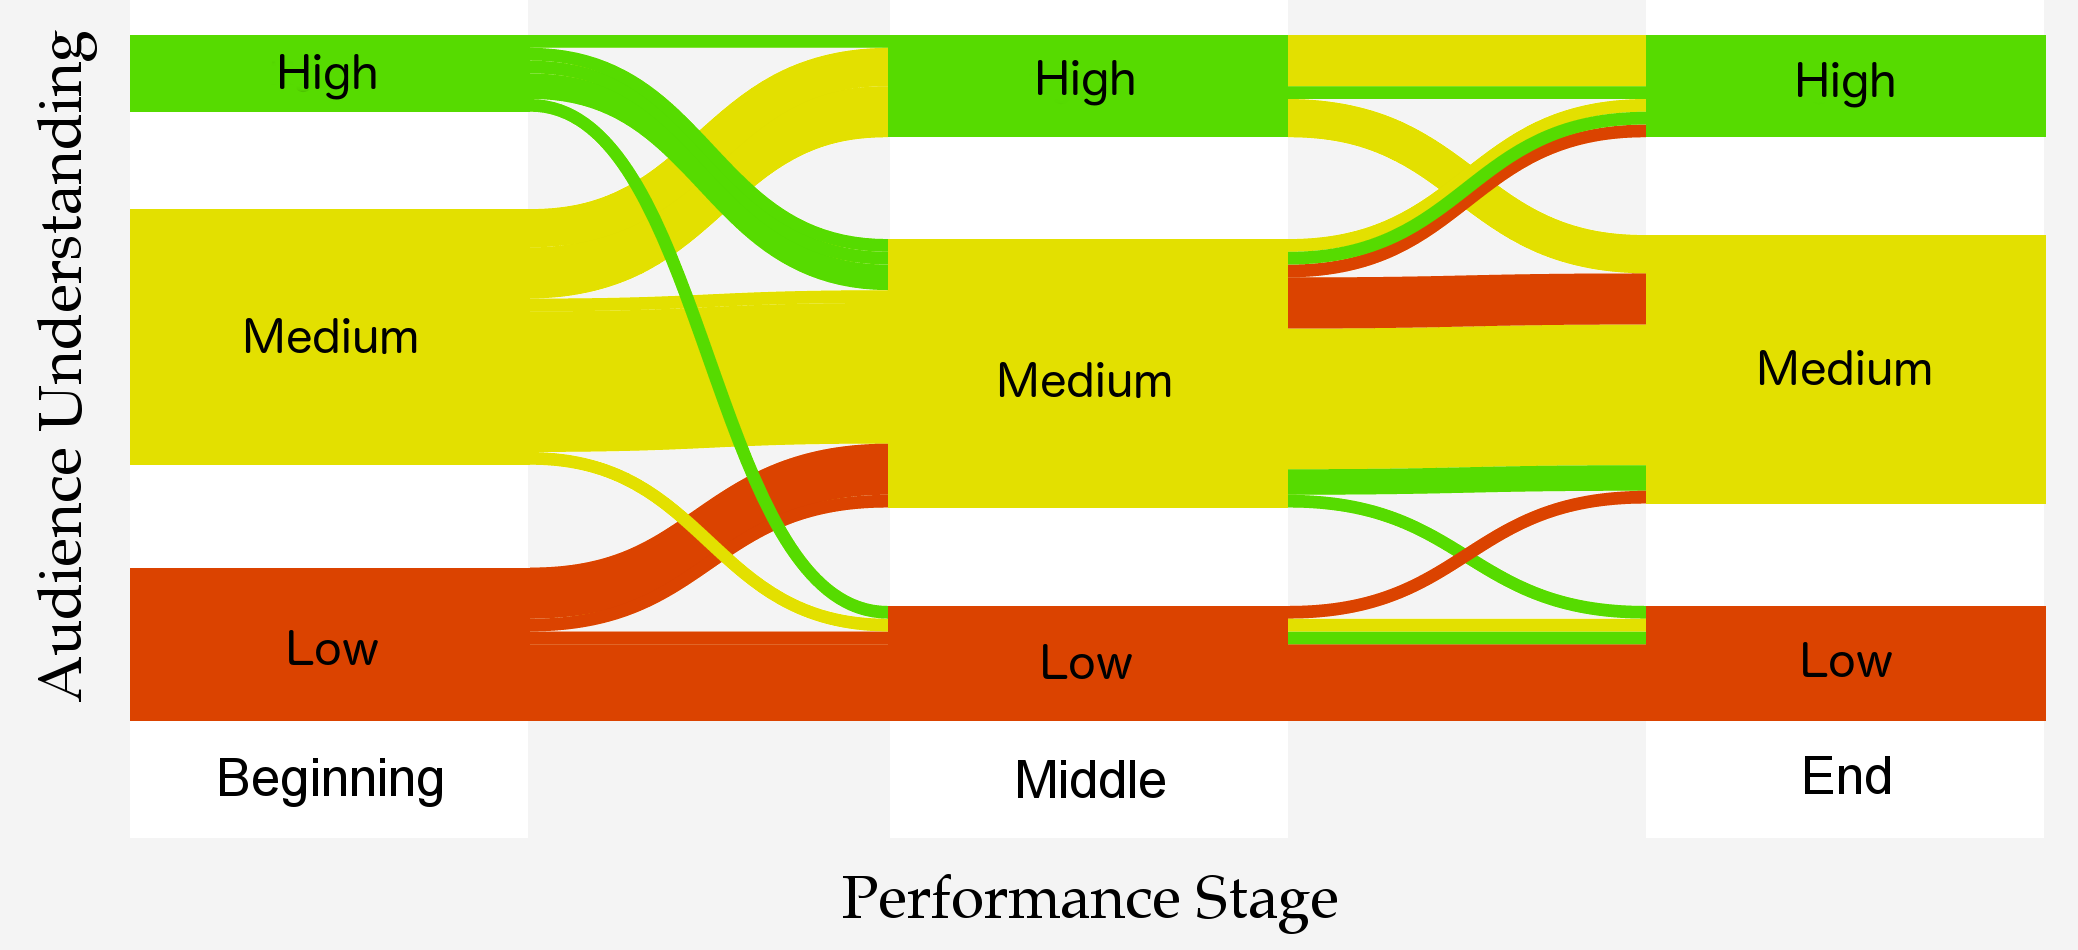 Audience Understanding
High
High
High
Medium
Medium
Medium
Low
Low
Low
Beginning
Middle
End
Performance Stage